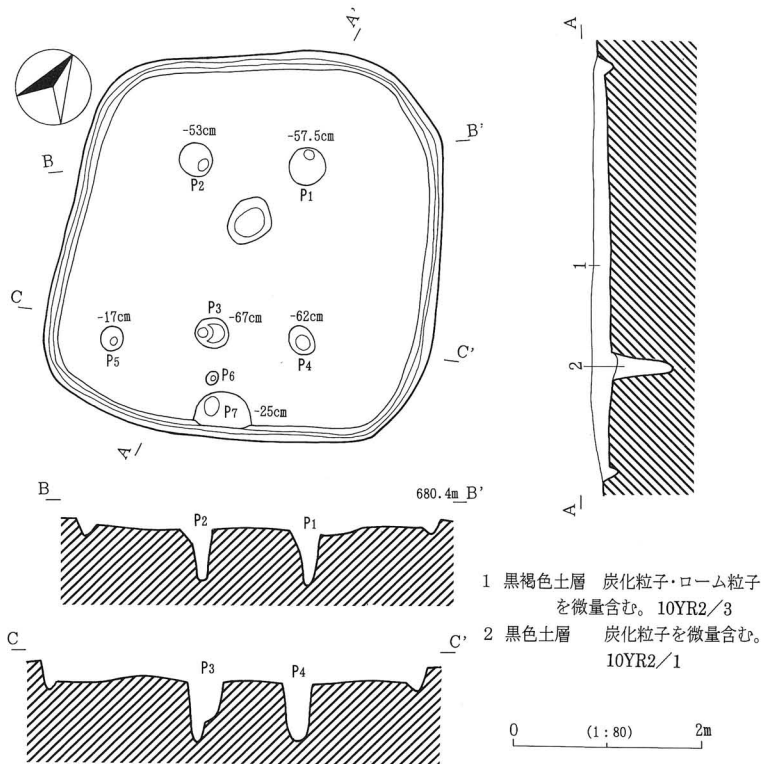 A'
A
B
B'
-53cm
-57.5cm
P2
P1
1
C
-17cm
P3
-67cm
-62cm
P5
P4
C'
2
P6
P7
-25cm
A
A
B
680.4m
B'
P2
P1
1 黒褐色土層 炭化粒子・ローム粒子
を微量含む。 10YR2/3
2 黒色土層 炭化粒子を微量含む。
10YR2/1
C
C'
P3
P4
0 (1:80) 2m